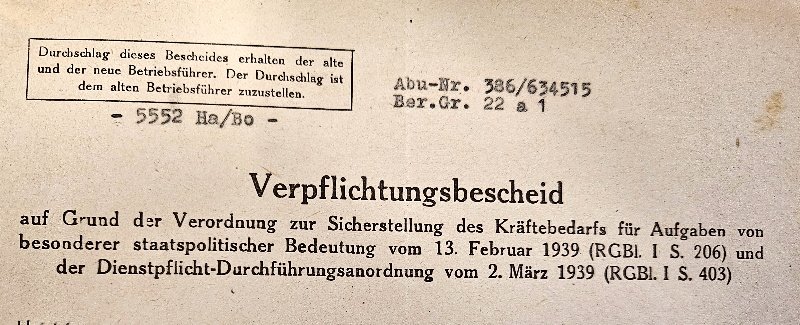 Durchschlag dieses Bescheides erhalten der alte
und der neue Betriebsführer. Der Durchschlag ist
dem alten Betriebsführer zuzustellen.
Abu-Nr. 386/634515
Ber.Gr. 22 a 1
- 5552 Ha/Bo -
Verpflichtungsbescheid
auf Grund der Verordnung zur Sicherstellung des Kräftebedarfs für Aufgaben von
besonderer staatspolitischer Bedeutung vom 13. Februar 1939 (RGBl. I S. 206) und
der Dienstpflicht-Durchführungsanordnung vom 2. März 1939 (RGBl. I S. 403)